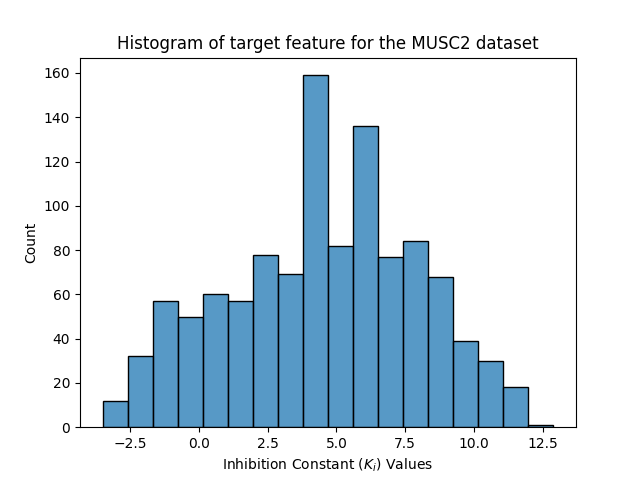 Histogram of target feature for the MUSC2 dataset
160
140
120
100
80
60
40
20
0
Count
−2.5 0.0 2.5 5.0 7.5 10.0 12.5
Inhibition Constant (Kᵢ) Values